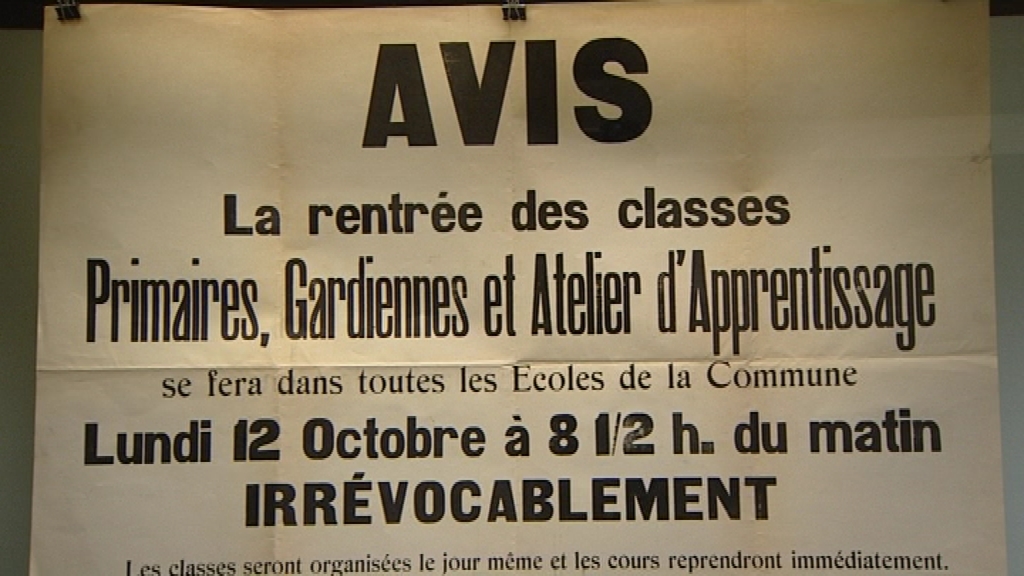 AVIS
La rentrée des classes
Primaires, Gardiennes et Atelier d'Apprentissage
se fera dans toutes les Ecoles de la Commune
Lundi 12 Octobre à 8 1/2 h. du matin
IRRÉVOCABLEMENT
Les classes seront organisées le jour même et les cours reprendront immédiatement.